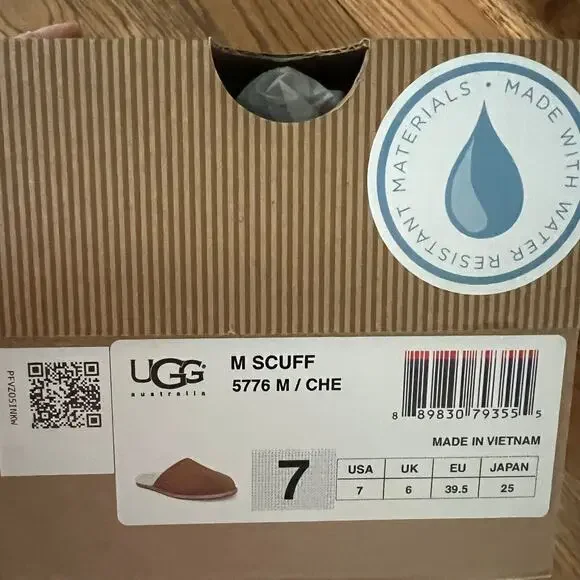 MADE WITH WATER RESISTANT MATERIALS •
PFVZ05INKW
UGG®
australia
M SCUFF
5776 M / CHE
8 89830 79355 5
MADE IN VIETNAM
7
USA UK EU JAPAN
7 6 39.5 25